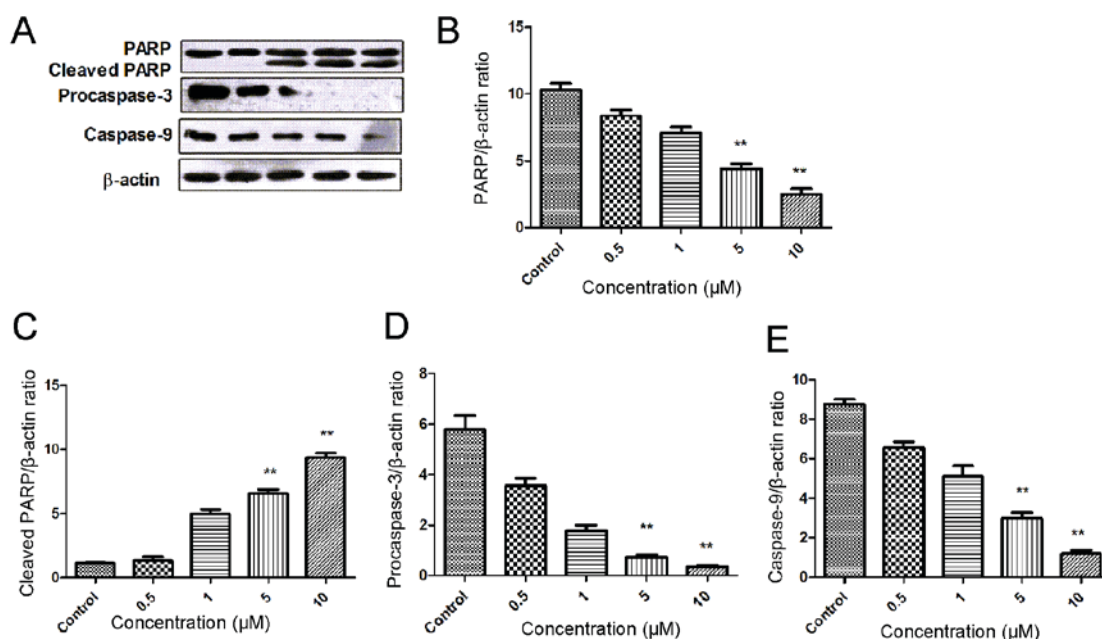 A
PARP
Cleaved PARP
Procaspase-3
Caspase-9
β-actin
B
PARP/β-actin ratio
15
10
5
0
Control
0.5
1
5
10
**
**
Concentration (µM)
C
Cleaved PARP/β-actin ratio
15
10
5
0
Control
0.5
1
5
10
**
**
Concentration (µM)
D
Procaspase-3/β-actin ratio
8
6
4
2
0
Control
0.5
1
5
10
**
**
Concentration (µM)
E
Caspase-9/β-actin ratio
10
8
6
4
2
0
Control
0.5
1
5
10
**
**
Concentration (µM)